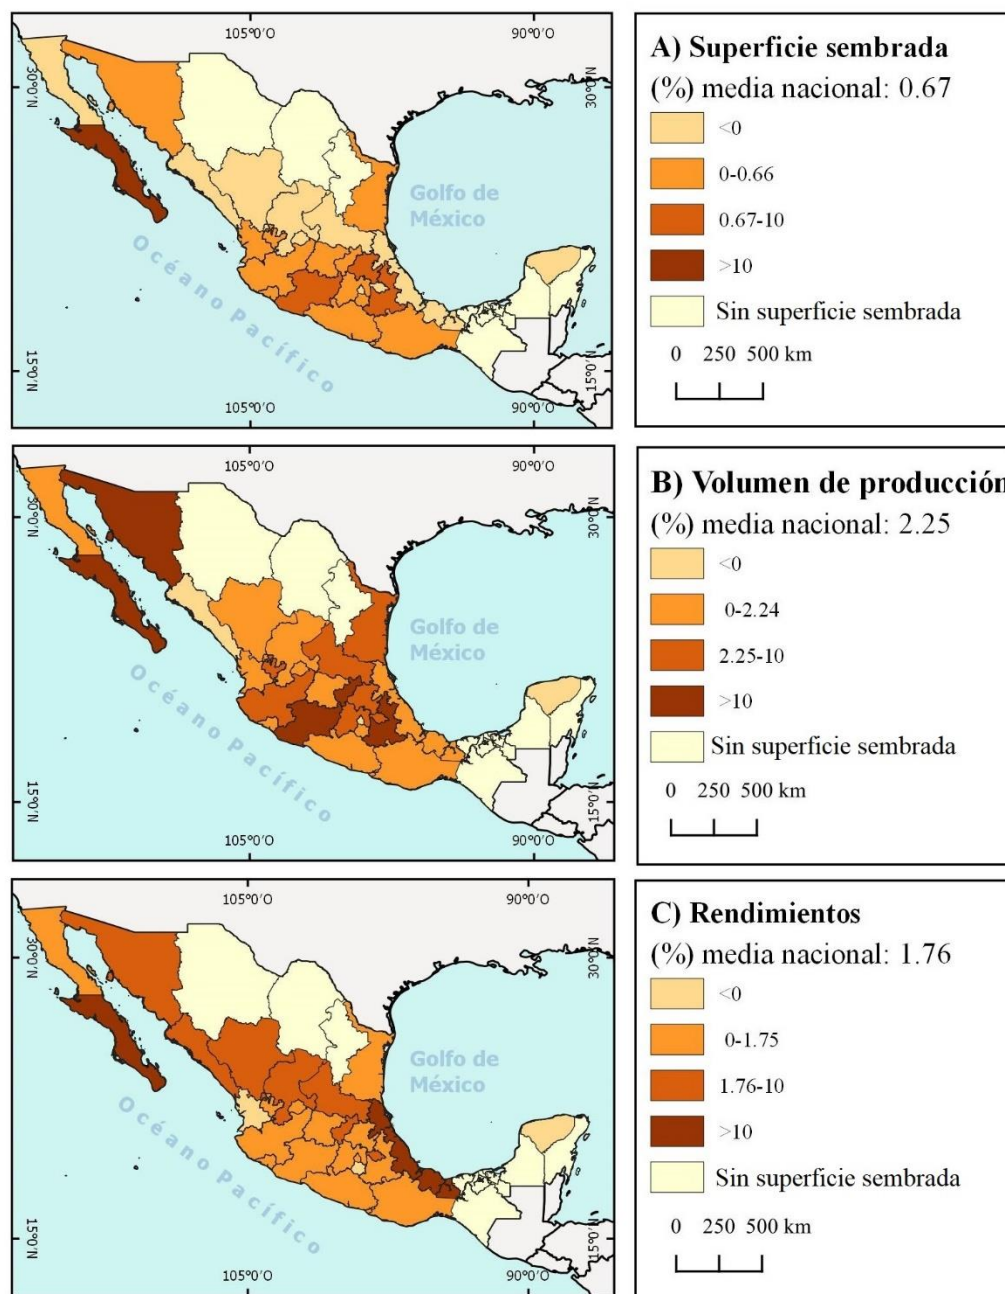 105°0'O
90°0'O
30°0'N
30°0'N
Golfo de
México
Océano Pacífico
15°0'N
15°0'N
105°0'O
90°0'O
A) Superficie sembrada
(%) media nacional: 0.67
<0
0-0.66
0.67-10
>10
Sin superficie sembrada
0 250 500 km
105°0'O
90°0'O
30°0'N
30°0'N
Golfo de
México
Océano Pacífico
15°0'N
15°0'N
105°0'O
90°0'O
B) Volumen de producción
(%) media nacional: 2.25
<0
0-2.24
2.25-10
>10
Sin superficie sembrada
0 250 500 km
105°0'O
90°0'O
30°0'N
30°0'N
Golfo de
México
Océano Pacífico
15°0'N
15°0'N
105°0'O
90°0'O
C) Rendimientos
(%) media nacional: 1.76
<0
0-1.75
1.76-10
>10
Sin superficie sembrada
0 250 500 km